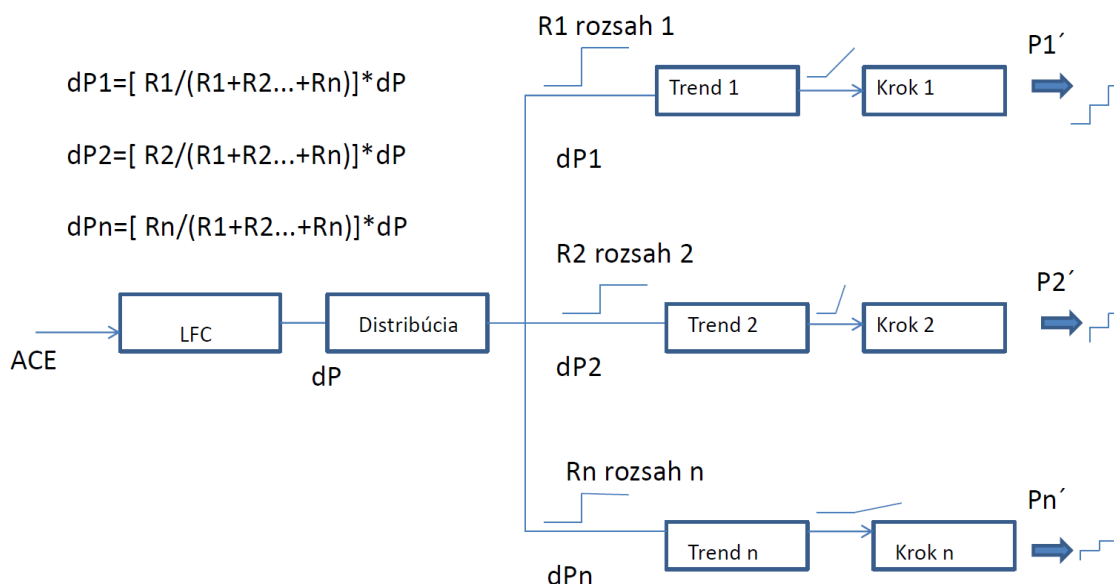 R1 rozsah 1
P1´
dP1=[ R1/(R1+R2...+Rn)]*dP
Trend 1
Krok 1
dP2=[ R2/(R1+R2...+Rn)]*dP
dP1
dPn=[ Rn/(R1+R2...+Rn)]*dP
R2 rozsah 2
P2´
LFC
Distribúcia
Trend 2
Krok 2
ACE
dP
dP2
Rn rozsah n
Pn´
Trend n
Krok n
dPn